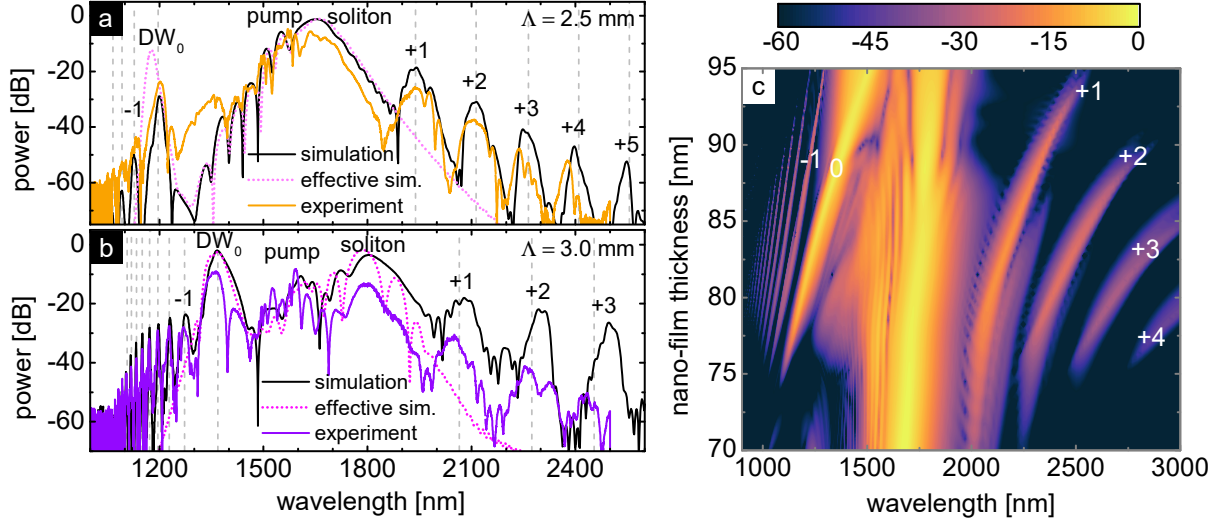 a
pump
soliton
Λ = 2.5 mm
DW0
-1
+1
+2
+3
+4
+5
0
-20
-40
-60
power [dB]
simulation
effective sim.
experiment
b
DW0
pump
soliton
Λ = 3.0 mm
-1
+1
+2
+3
0
-20
-40
-60
power [dB]
simulation
effective sim.
experiment
1200 1500 1800 2100 2400
wavelength [nm]
-60 -45 -30 -15 0
c
95
90
85
80
75
70
nano-film thickness [nm]
-1
0
+1
+2
+3
+4
1000 1500 2000 2500 3000
wavelength [nm]